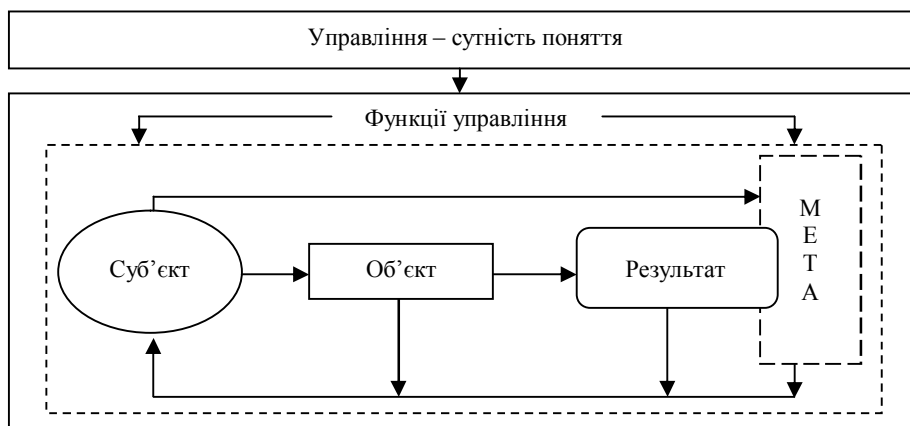 Управління – сутність поняття
Функції управління
Суб’єкт
Об’єкт
Результат
М
Е
Т
А